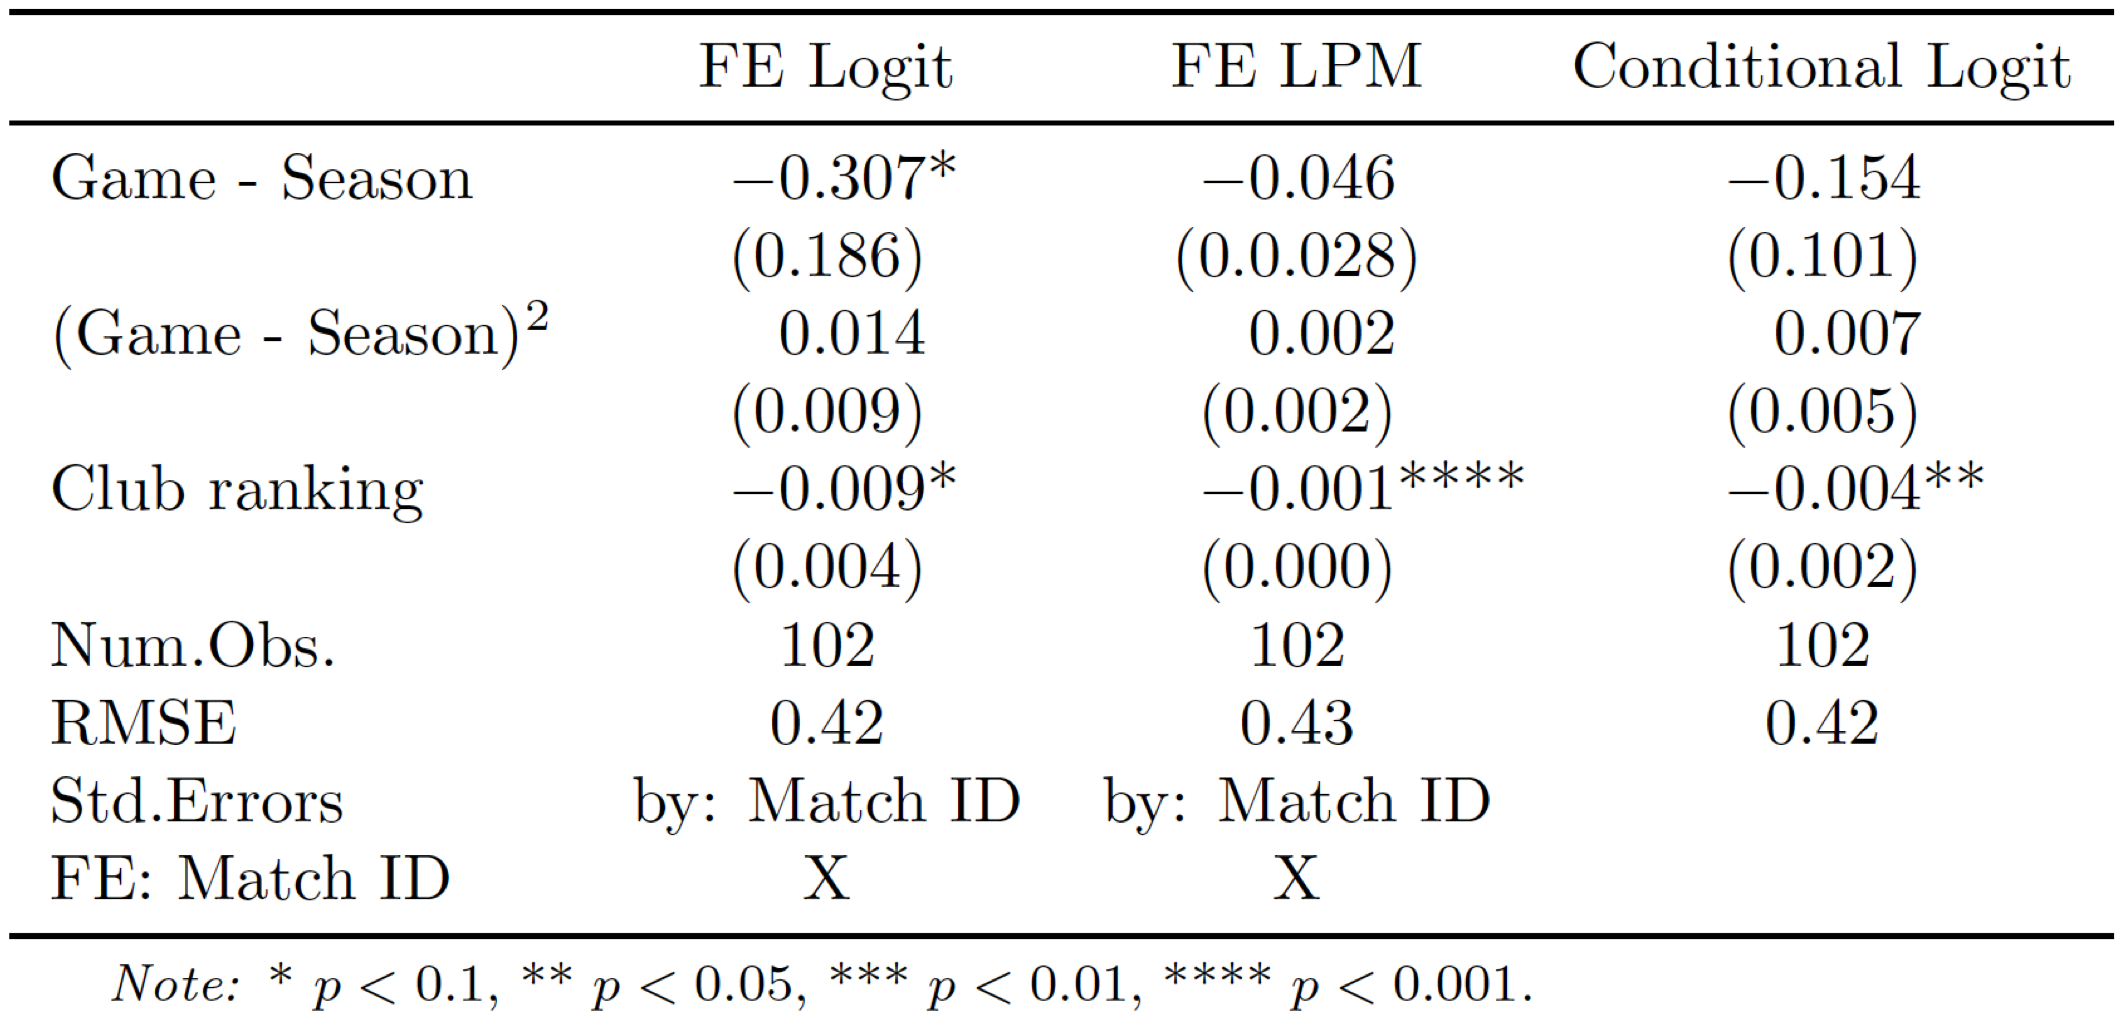 FE Logit FE LPM Conditional Logit
Game - Season −0.307* −0.046 −0.154
(0.186) (0.0.028) (0.101)
(Game - Season)² 0.014 0.002 0.007
(0.009) (0.002) (0.005)
Club ranking −0.009* −0.001**** −0.004**
(0.004) (0.000) (0.002)
Num.Obs. 102 102 102
RMSE 0.42 0.43 0.42
Std.Errors by: Match ID by: Match ID
FE: Match ID X X
Note: * p < 0.1, ** p < 0.05, *** p < 0.01, **** p < 0.001.